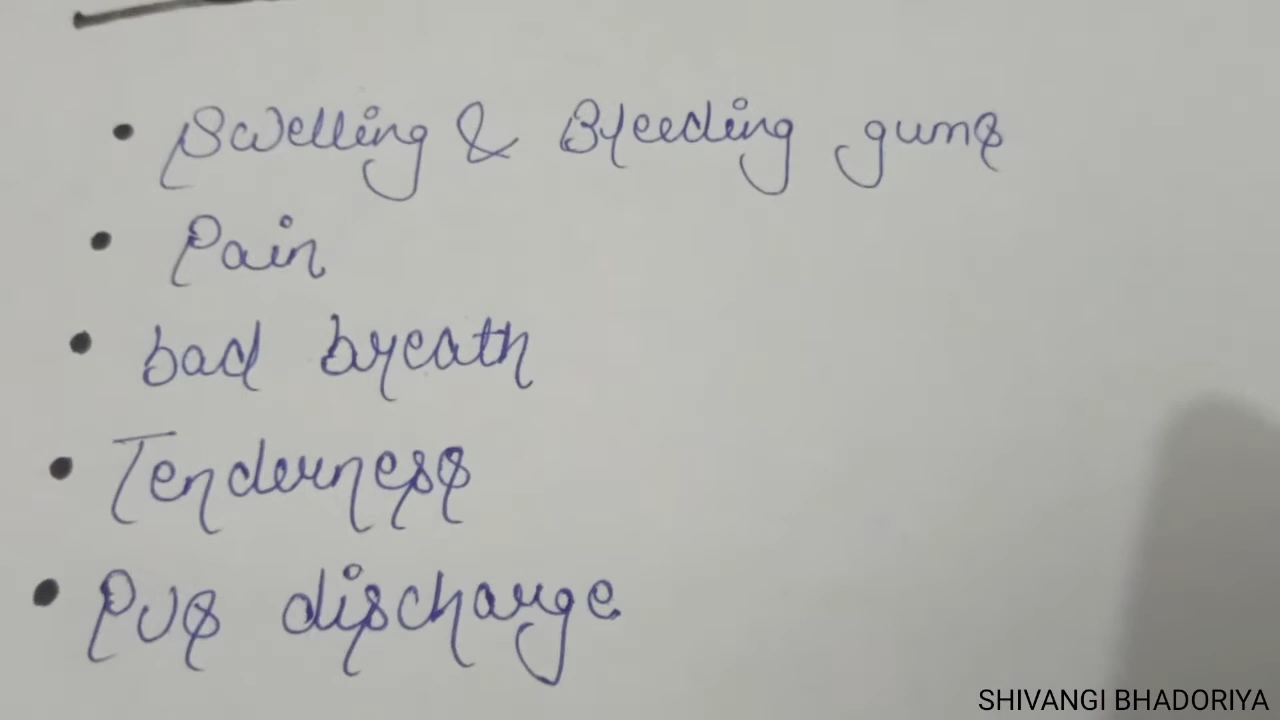 • Swelling & Bleeding gums
• Pain
• bad breath
• Tenderness
• Pus discharge
SHIVANGI BHADORIYA